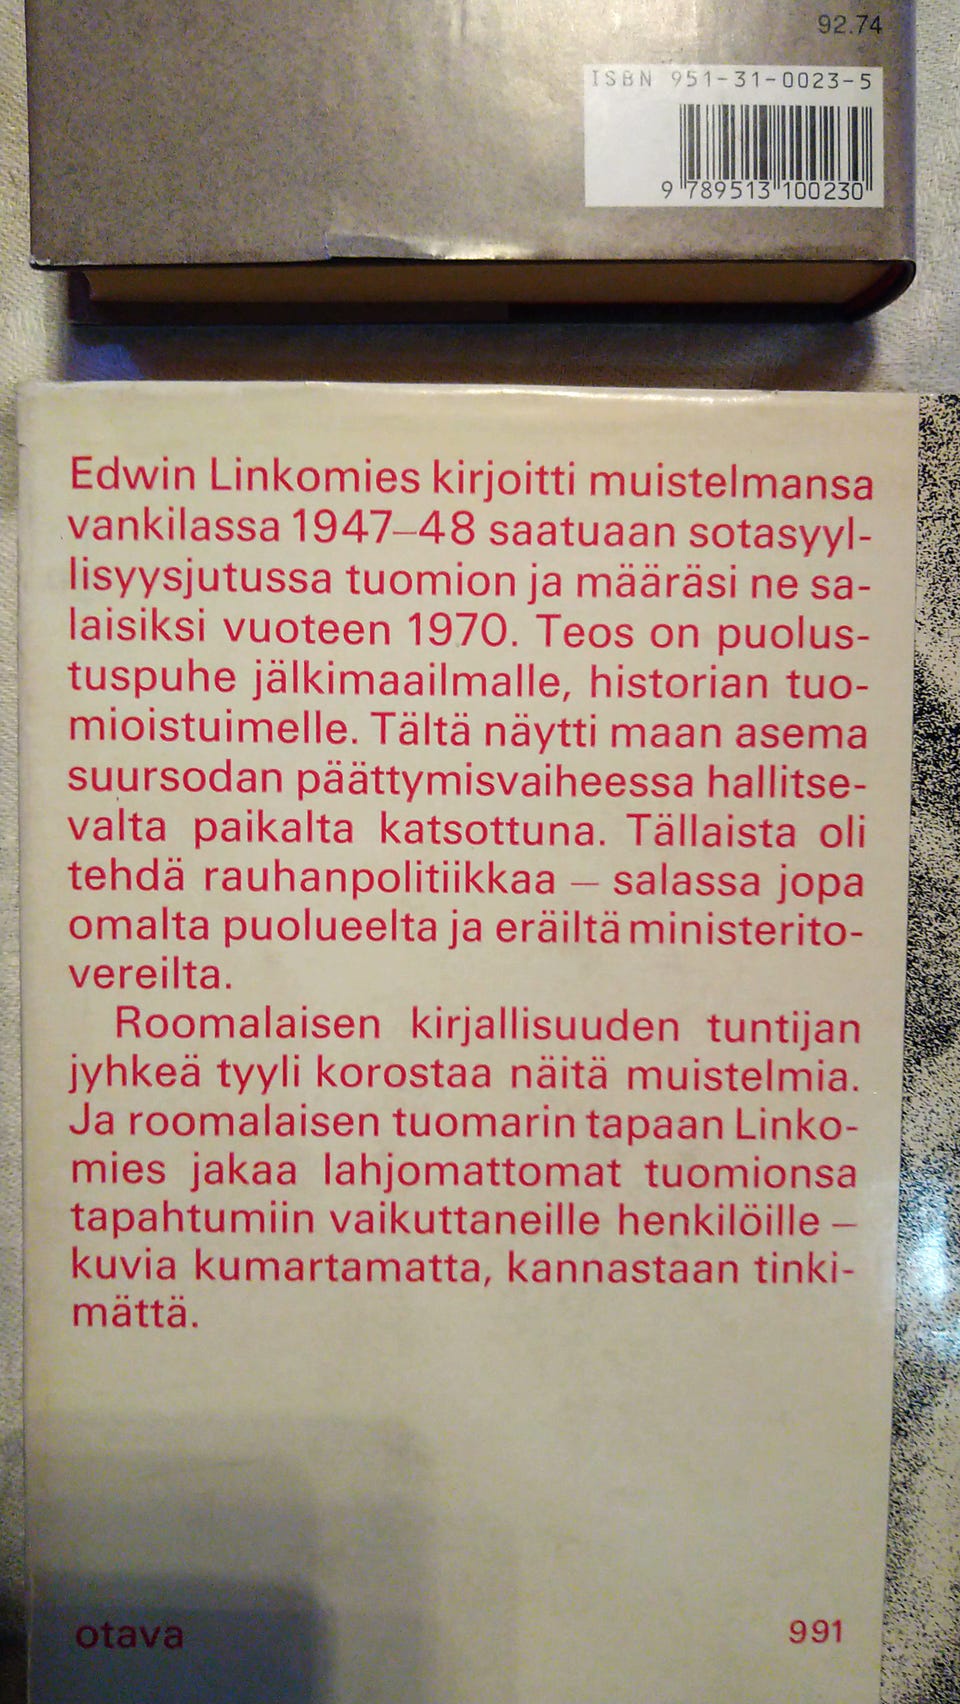 92.74
ISBN 951-31-0023-5
9 789513 100230
Edwin Linkomies kirjoitti muistelmansa
vankilassa 1947–48 saatuaan sotasyyl-
lisyysjutussa tuomion ja määräsi ne sa-
laisiksi vuoteen 1970. Teos on puolus-
tuspuhe jälkimaailmalle, historian tuo-
mioistuimelle. Tältä näytti maan asema
suursodan päättymisvaiheessa hallitse-
valta paikalta katsottuna. Tällaista oli
tehdä rauhanpolitiikkaa – salassa jopa
omalta puolueelta ja eräiltä ministerito-
vereilta.
Roomalaisen kirjallisuuden tuntijan
jyhkeä tyyli korostaa näitä muistelmia.
Ja roomalaisen tuomarin tapaan Linko-
mies jakaa lahjomattomat tuomionsa
tapahtumiin vaikuttaneille henkilöille –
kuvia kumartamatta, kannastaan tinki-
mättä.
otava
991